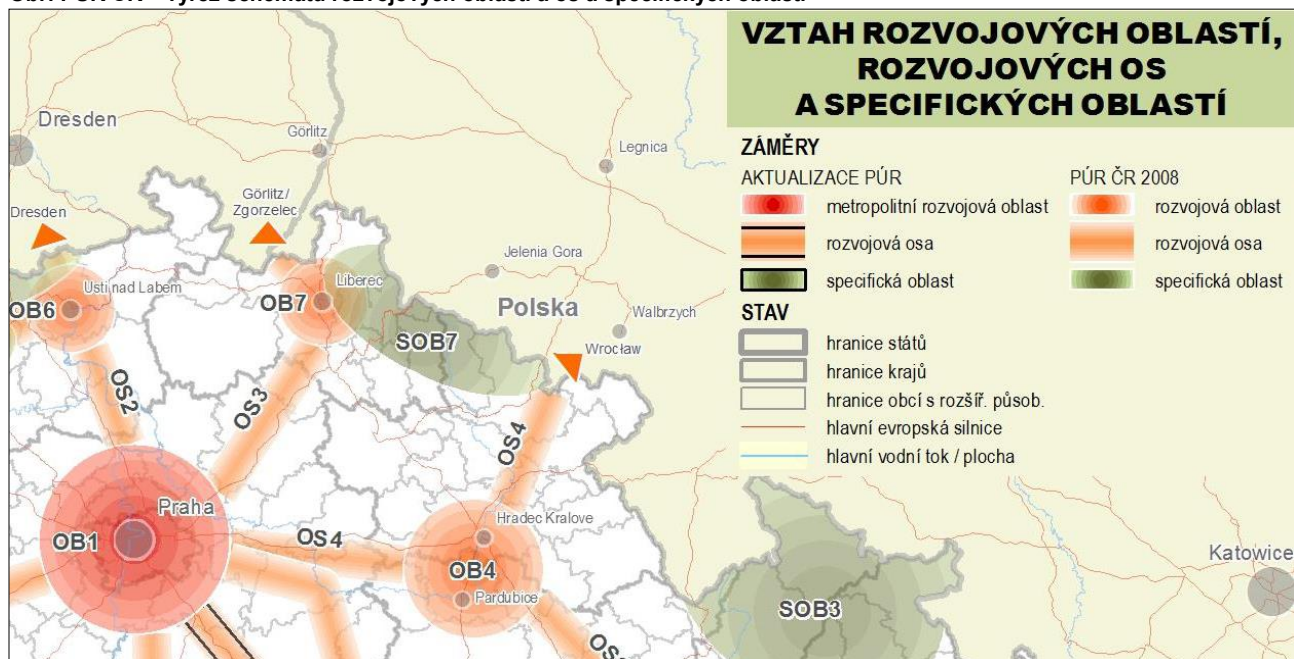 VZTAH ROZVOJOVÝCH OBLASTÍ,
ROZVOJOVÝCH OS
A SPECIFICKÝCH OBLASTÍ
ZÁMĚRY
AKTUALIZACE PÚR
PÚR ČR 2008
metropolitní rozvojová oblast
rozvojová oblast
rozvojová osa
rozvojová osa
specifická oblast
specifická oblast
STAV
hranice států
hranice krajů
hranice obcí s rozšíř. působ.
hlavní evropská silnice
hlavní vodní tok / plocha
Dresden
Görlitz
Legnica
Dresden
Görlitz/
Zgorzelec
Jelenia Gora
Ustí nad Labem
Liberec
OB6
OB7
Polska
Walbrzych
SOB7
Wrocław
OS2
OS3
OS4
Praha
OB1
OS4
Hradec Kralove
OB4
Pardubice
SOB3
Katowice